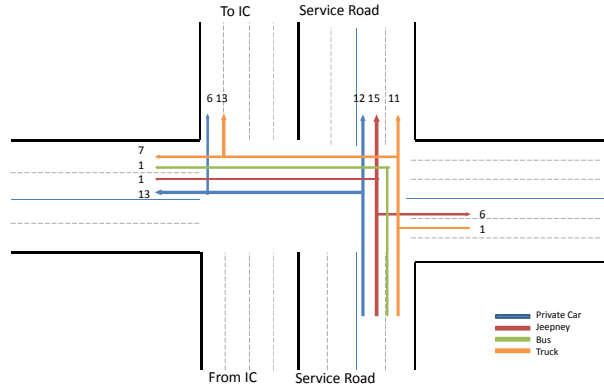 To IC Service Road
6 13 12 15 11
7
1
1
13
6
1
Private Car
Jeepney
Bus
Truck
From IC Service Road